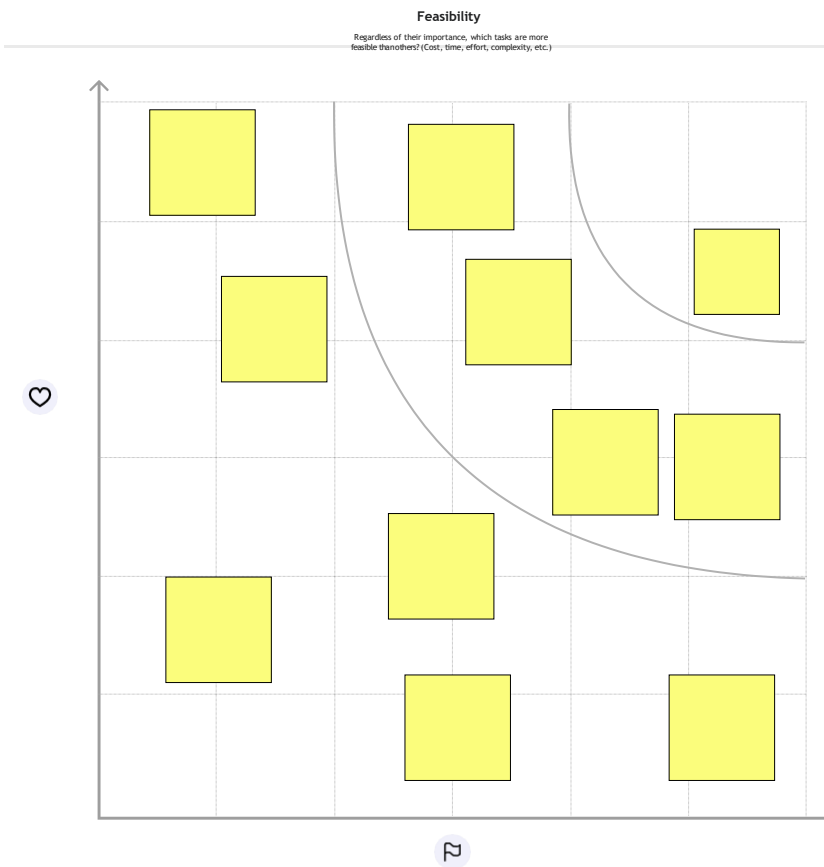 Feasibility
Regardless of their importance, which tasks are more
feasible thanothers? (Cost, time, effort, complexity, etc.)